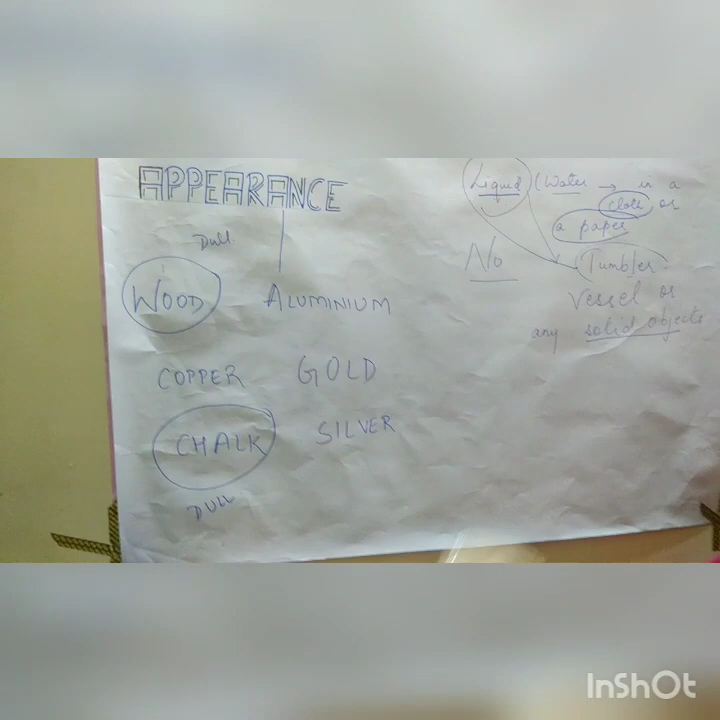 APPEARANCE
Dull
WOOD ALUMINIUM
COPPER GOLD
CHALK SILVER
DULL
Liquid (Water → in a
cloth or
a paper
No (Tumbler
Vessel or
any solid objects
InShOt